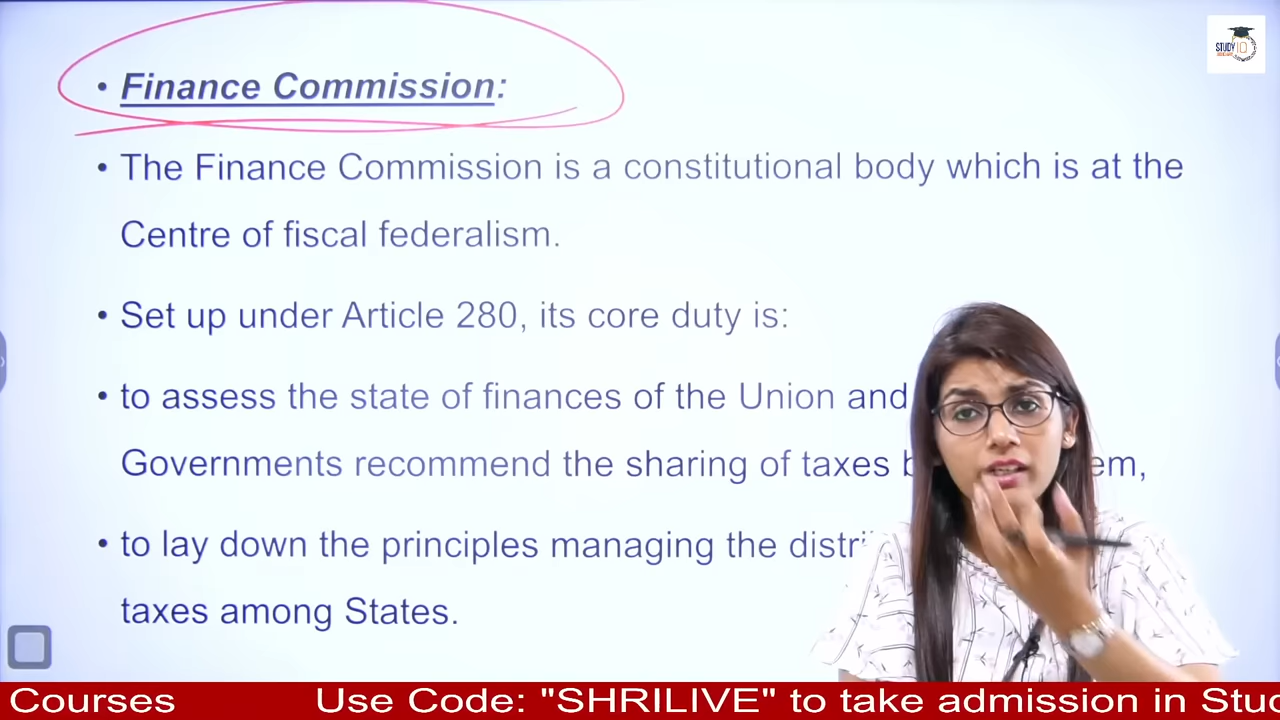 STUDY IQ
• Finance Commission:
• The Finance Commission is a constitutional body which is at the
Centre of fiscal federalism.
• Set up under Article 280, its core duty is:
• to assess the state of finances of the Union and
Governments recommend the sharing of taxes b em,
• to lay down the principles managing the distri
taxes among States.
Courses Use Code: "SHRILIVE" to take admission in Stud